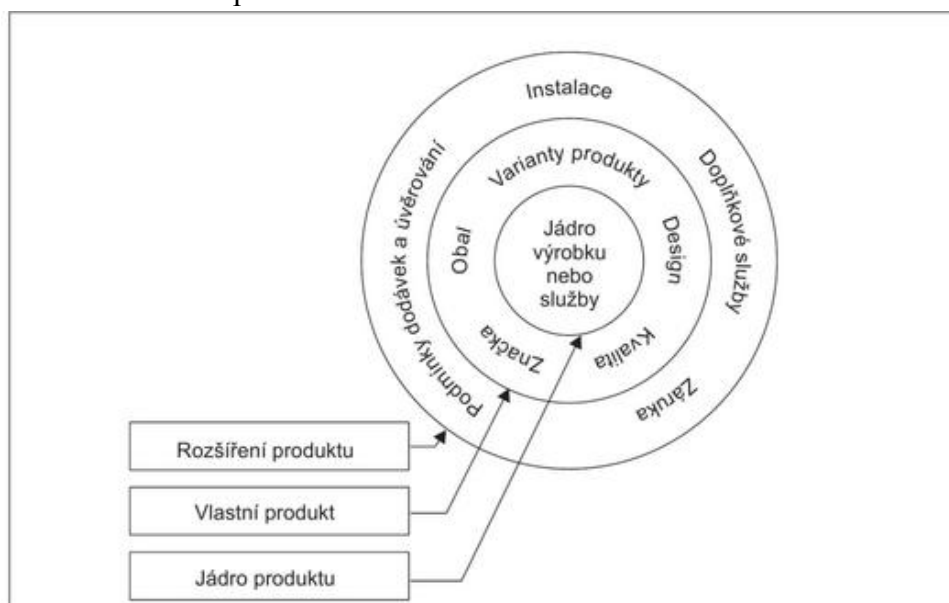 Instalace
Doplňkové služby
Záruka
Podmínky dodávek a úvěrování
Varianty produkty
Design
Kvalita
Značka
Obal
Jádro
výrobku
nebo
služby
Rozšíření produktu
Vlastní produkt
Jádro produktu